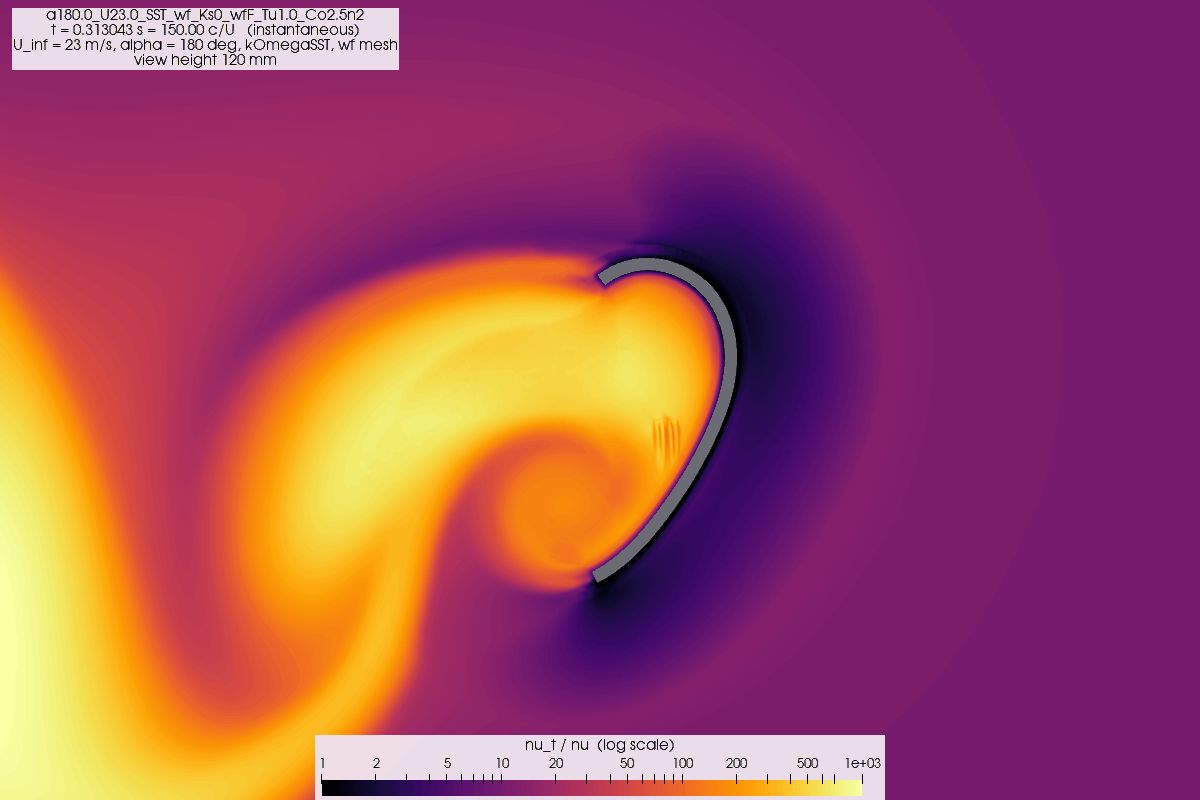 a180.0_U23.0_SST_wf_Ks0_wfF_Tu1.0_Co2.5n2
t = 0.313043 s = 150.00 c/U (instantaneous)
U_inf = 23 m/s, alpha = 180 deg, kOmegaSST, wf mesh
view height 120 mm
nu_t / nu (log scale)
1 2 5 10 20 50 100 200 500 1e+03